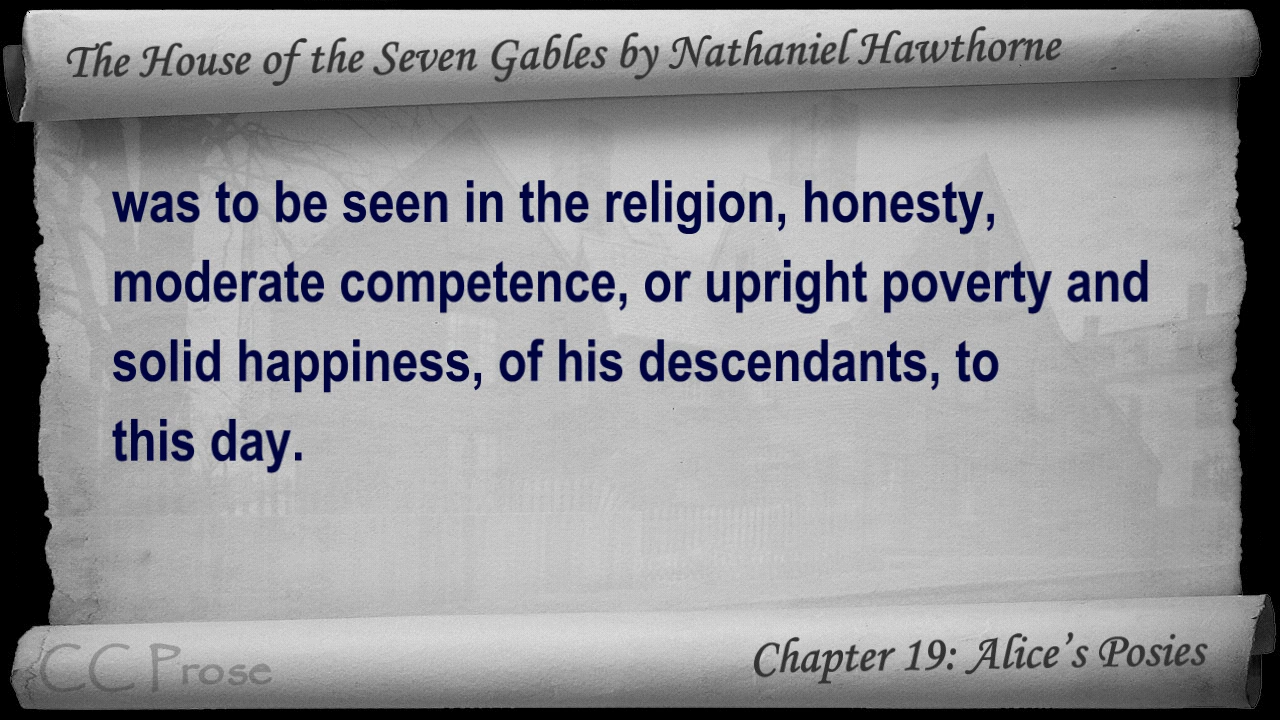 The House of the Seven Gables by Nathaniel Hawthorne
was to be seen in the religion, honesty,
moderate competence, or upright poverty and
solid happiness, of his descendants, to
this day.
CC Prose
Chapter 19: Alice's Posies